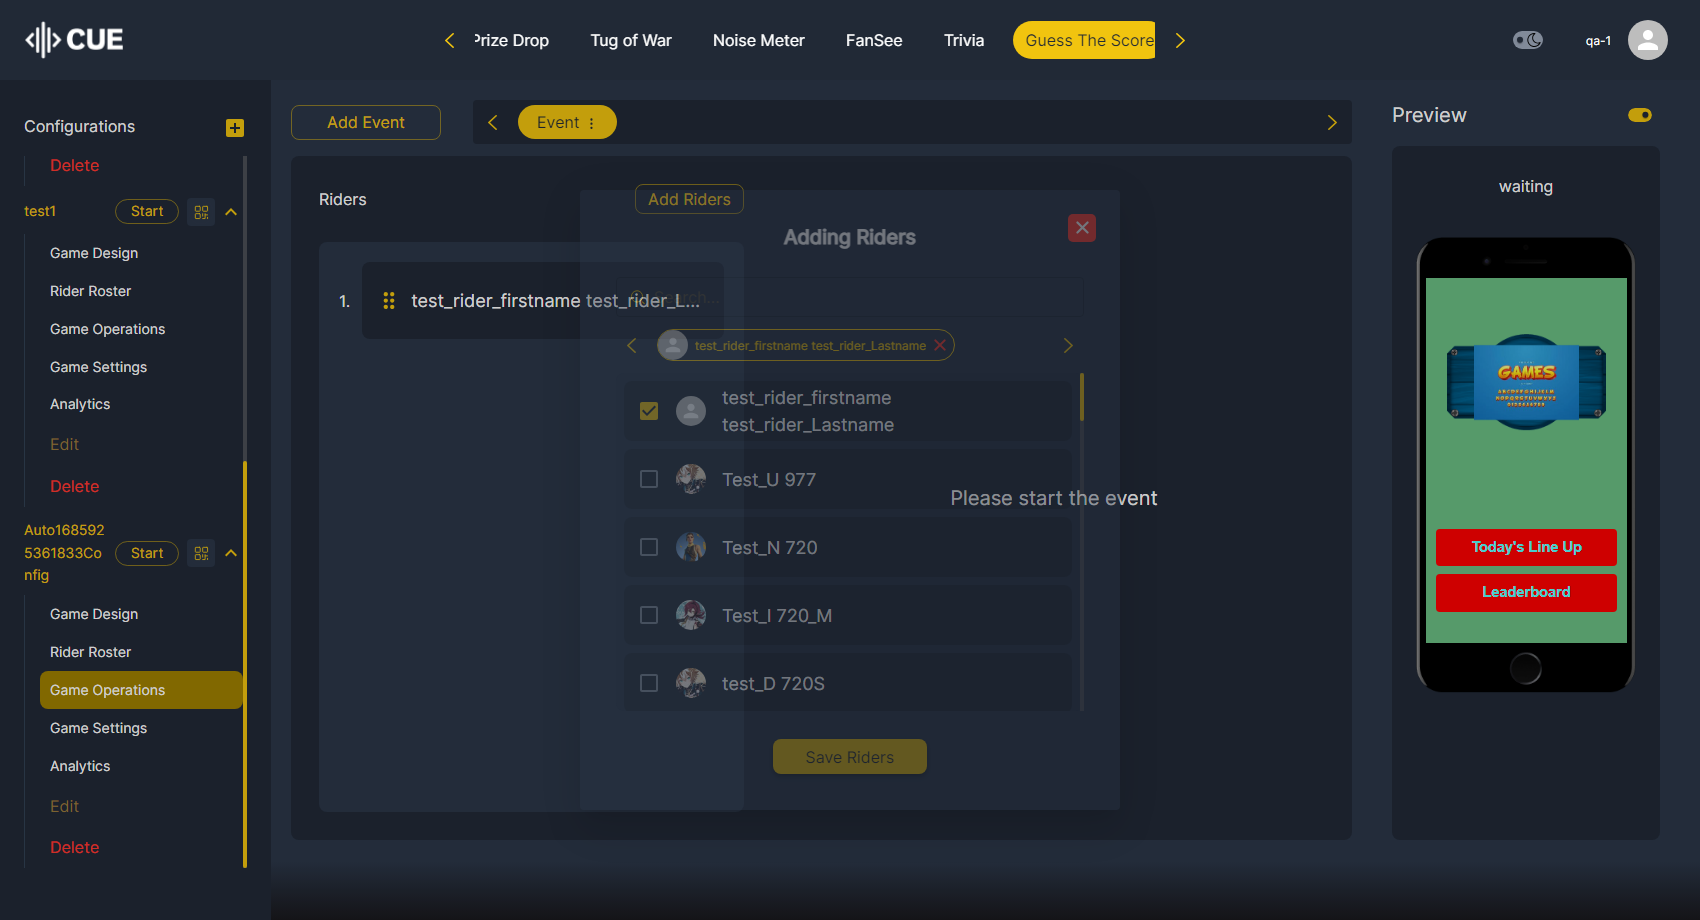 CUE
Prize Drop
Tug of War
Noise Meter
FanSee
Trivia
Guess The Score
qa-1
Configurations
Delete
test1
Start
Game Design
Rider Roster
Game Operations
Game Settings
Analytics
Edit
Delete
Auto168592
5361833Co
nfig
Start
Game Design
Rider Roster
Game Operations
Game Settings
Analytics
Edit
Delete
Add Event
Event
Riders
Add Riders
1.
test_rider_firstname test_rider_L...
Adding Riders
Search...
test_rider_firstname test_rider_Lastname
test_rider_firstname
test_rider_Lastname
Test_U 977
Test_N 720
Test_I 720_M
test_D 720S
Save Riders
Please start the event
Preview
waiting
GAMES
Today's Line Up
Leaderboard